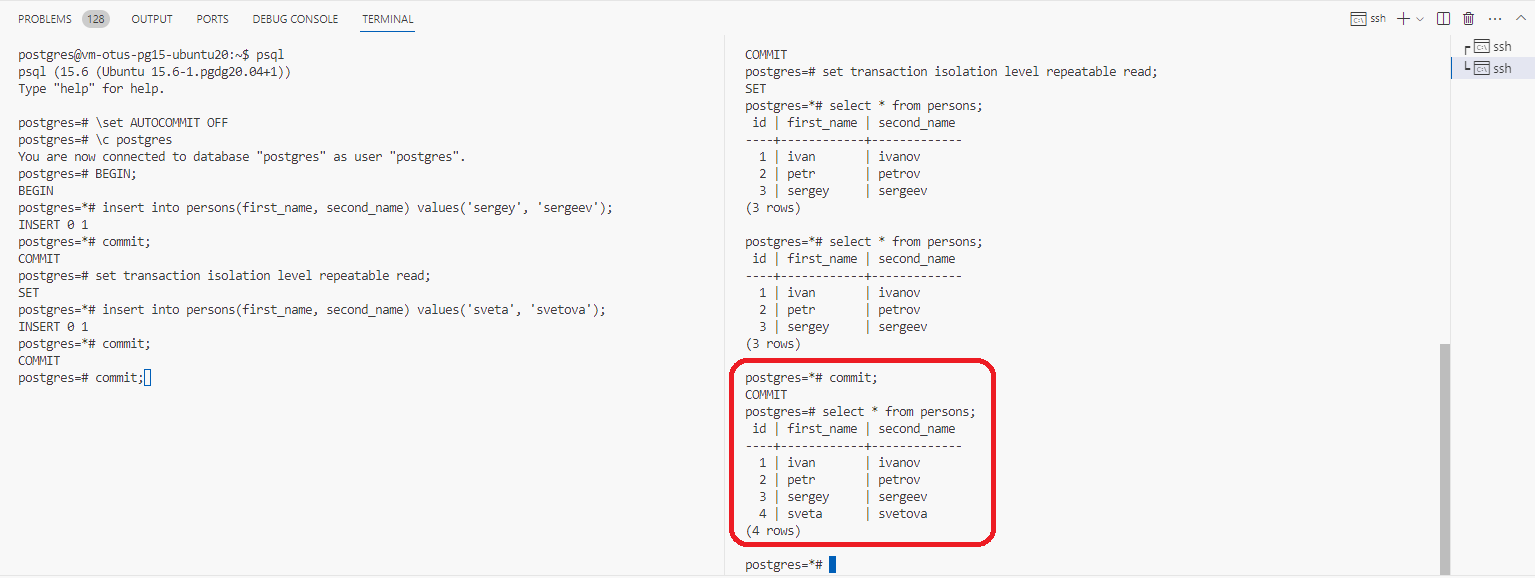 PROBLEMS 128 OUTPUT PORTS DEBUG CONSOLE TERMINAL
ssh
postgres@vm-otus-pg15-ubuntu20:~$ psql
psql (15.6 (Ubuntu 15.6-1.pgdg20.04+1))
Type "help" for help.
postgres=# \set AUTOCOMMIT OFF
postgres=# \c postgres
You are now connected to database "postgres" as user "postgres".
postgres=# BEGIN;
BEGIN
postgres=*# insert into persons(first_name, second_name) values('sergey', 'sergeev');
INSERT 0 1
postgres=*# commit;
COMMIT
postgres=# set transaction isolation level repeatable read;
SET
postgres=*# insert into persons(first_name, second_name) values('sveta', 'svetova');
INSERT 0 1
postgres=*# commit;
COMMIT
postgres=# commit;
COMMIT
postgres=# set transaction isolation level repeatable read;
SET
postgres=*# select * from persons;
 id | first_name | second_name
----+------------+-------------
  1 | ivan       | ivanov
  2 | petr       | petrov
  3 | sergey     | sergeev
(3 rows)
postgres=*# select * from persons;
 id | first_name | second_name
----+------------+-------------
  1 | ivan       | ivanov
  2 | petr       | petrov
  3 | sergey     | sergeev
(3 rows)
postgres=*# commit;
COMMIT
postgres=# select * from persons;
 id | first_name | second_name
----+------------+-------------
  1 | ivan       | ivanov
  2 | petr       | petrov
  3 | sergey     | sergeev
  4 | sveta      | svetova
(4 rows)
postgres=*#
ssh
ssh